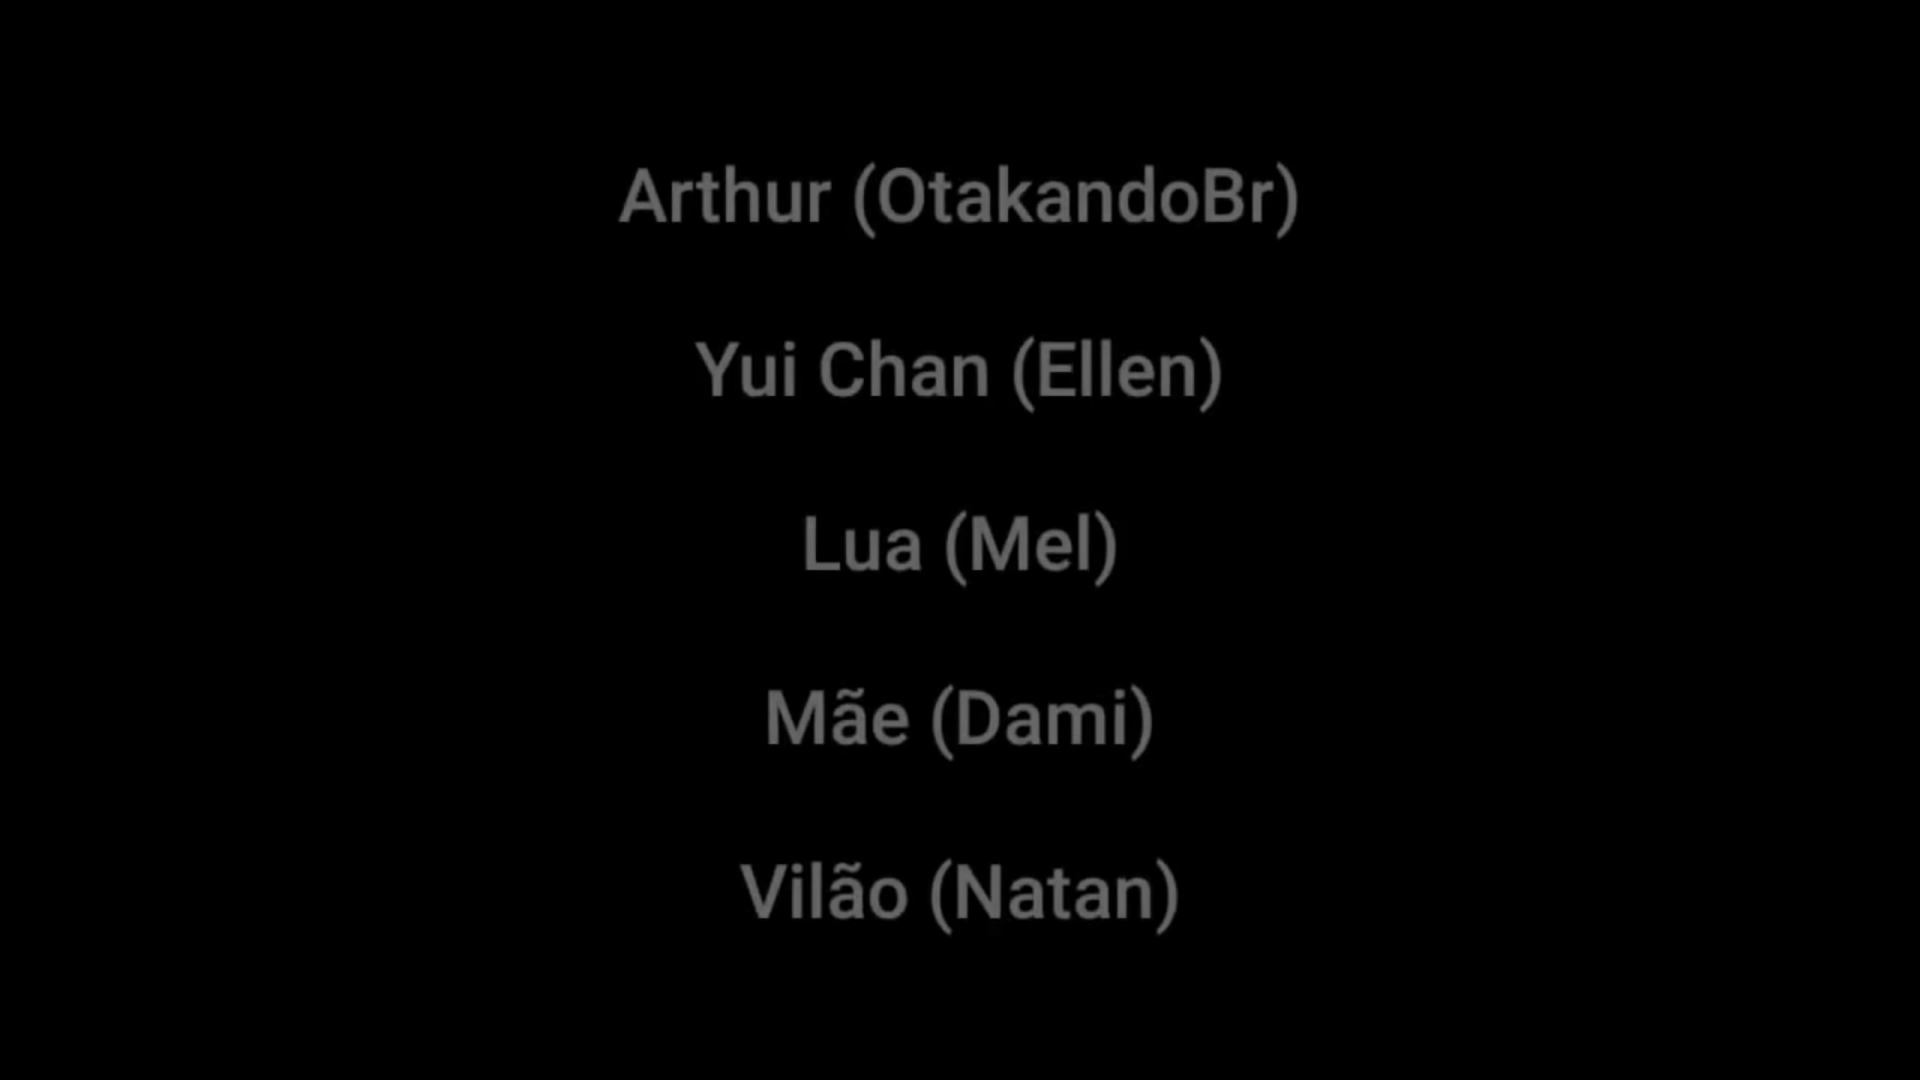 Arthur (OtakandoBr)
Yui Chan (Ellen)
Lua (Mel)
Mãe (Dami)
Vilão (Natan)